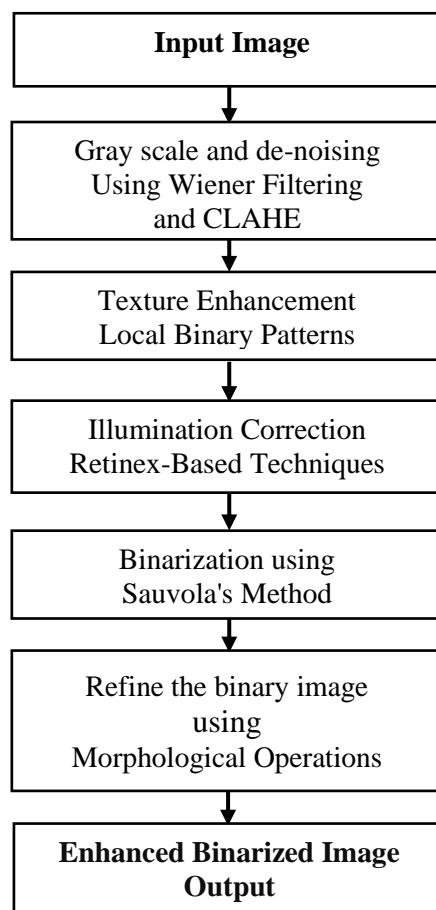 Input Image
Gray scale and de-noising
Using Wiener Filtering
and CLAHE
Texture Enhancement
Local Binary Patterns
Illumination Correction
Retinex-Based Techniques
Binarization using
Sauvola's Method
Refine the binary image
using
Morphological Operations
Enhanced Binarized Image
Output